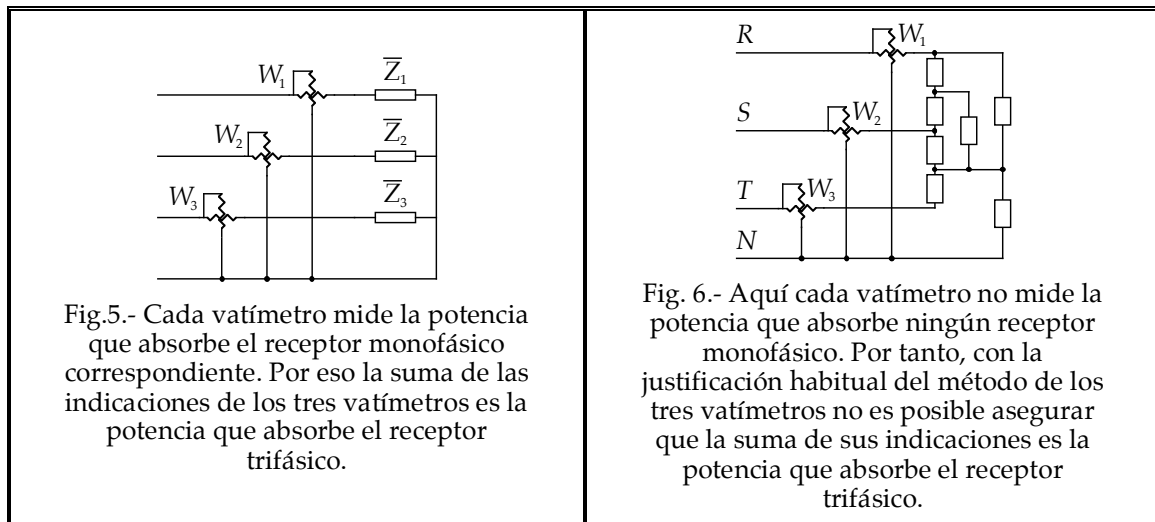 W₁
Z̅₁
W₂
Z̅₂
W₃
Z̅₃
Fig.5.- Cada vatímetro mide la potencia
que absorbe el receptor monofásico
correspondiente. Por eso la suma de las
indicaciones de los tres vatímetros es la
potencia que absorbe el receptor
trifásico.
R
W₁
S
W₂
T
W₃
N
Fig. 6.- Aquí cada vatímetro no mide la
potencia que absorbe ningún receptor
monofásico. Por tanto, con la
justificación habitual del método de los
tres vatímetros no es posible asegurar
que la suma de sus indicaciones es la
potencia que absorbe el receptor
trifásico.